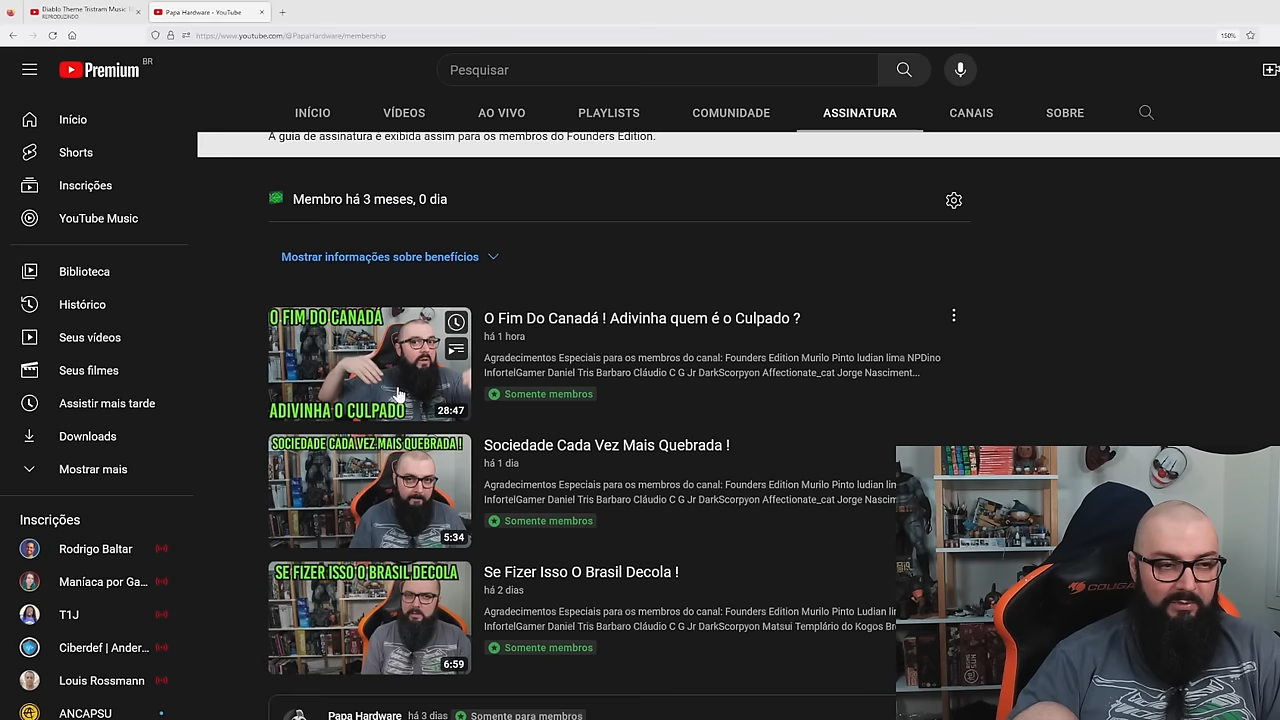 Diablo Theme Tristram Music
REPRODUZINDO
Papa Hardware - YouTube
https://www.youtube.com/@PapaHardware/membership
150%
Premium BR
Pesquisar
INÍCIO
VÍDEOS
AO VIVO
PLAYLISTS
COMUNIDADE
ASSINATURA
CANAIS
SOBRE
Início
Shorts
Inscrições
YouTube Music
Biblioteca
Histórico
Seus vídeos
Seus filmes
Assistir mais tarde
Downloads
Mostrar mais
Inscrições
Rodrigo Baltar
Maníaca por Ga...
T1J
Ciberdef | Ander...
Louis Rossmann
ANCAPSU
A guia de assinatura é exibida assim para os membros do Founders Edition.
Membro há 3 meses, 0 dia
Mostrar informações sobre benefícios
O FIM DO CANADÁ
ADIVINHA O CULPADO
28:47
O Fim Do Canadá ! Adivinha quem é o Culpado ?
há 1 hora
Agradecimentos Especiais para os membros do canal: Founders Edition Murilo Pinto ludian lima NPDino
InfortelGamer Daniel Tris Barbaro Cláudio C G Jr DarkScorpyon Affectionate_cat Jorge Nasciment...
Somente membros
SOCIEDADE CADA VEZ MAIS QUEBRADA !
5:34
Sociedade Cada Vez Mais Quebrada !
há 1 dia
Agradecimentos Especiais para os membros do canal: Founders Edition Murilo Pinto ludian lin
InfortelGamer Daniel Tris Barbaro Cláudio C G Jr DarkScorpyon Affectionate_cat Jorge Nascim
Somente membros
SE FIZER ISSO O BRASIL DECOLA !
6:59
Se Fizer Isso O Brasil Decola !
há 2 dias
Agradecimentos Especiais para os membros do canal: Founders Edition Murilo Pinto Ludian lir
InfortelGamer Daniel Tris Barbaro Cláudio C G Jr DarkScorpyon Matsui Templário do Kogos Br
Somente membros
Papa Hardware há 3 dias Somente para membros
COUGA